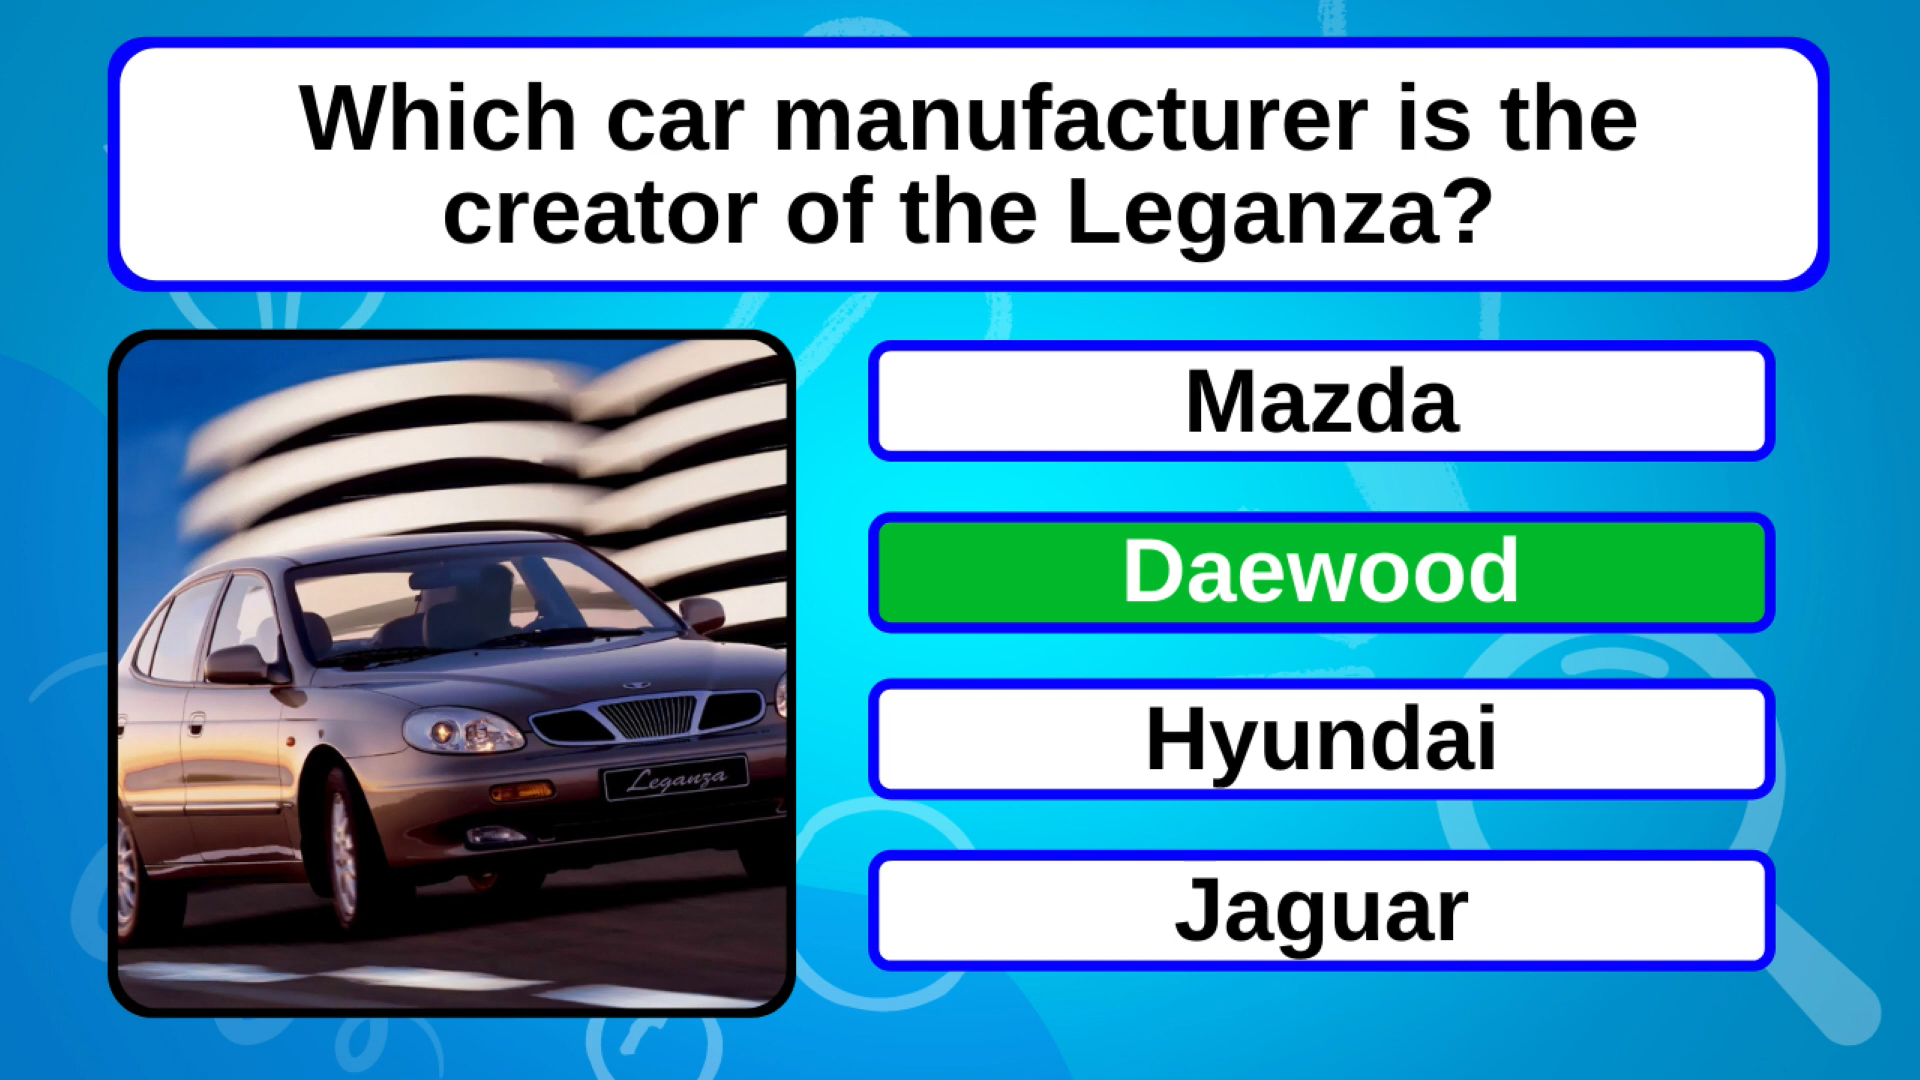 Which car manufacturer is the
creator of the Leganza?
Mazda
Daewood
Hyundai
Jaguar
Leganza